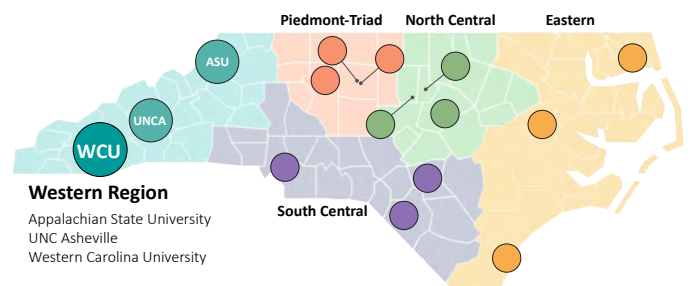 Piedmont-Triad North Central Eastern
ASU
UNCA
WCU
Western Region
Appalachian State University
UNC Asheville
Western Carolina University
South Central